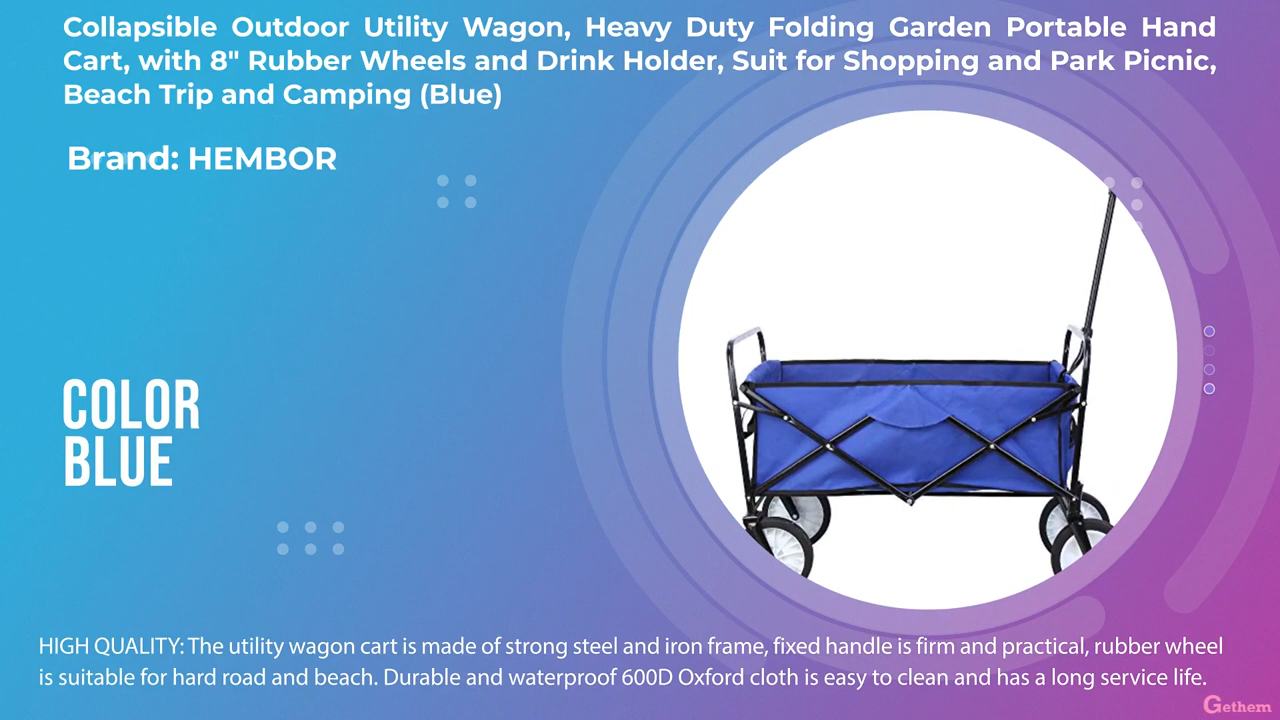 Collapsible Outdoor Utility Wagon, Heavy Duty Folding Garden Portable Hand
Cart, with 8" Rubber Wheels and Drink Holder, Suit for Shopping and Park Picnic,
Beach Trip and Camping (Blue)
Brand: HEMBOR
COLOR
BLUE
HIGH QUALITY: The utility wagon cart is made of strong steel and iron frame, fixed handle is firm and practical, rubber wheel
is suitable for hard road and beach. Durable and waterproof 600D Oxford cloth is easy to clean and has a long service life.
Gethem